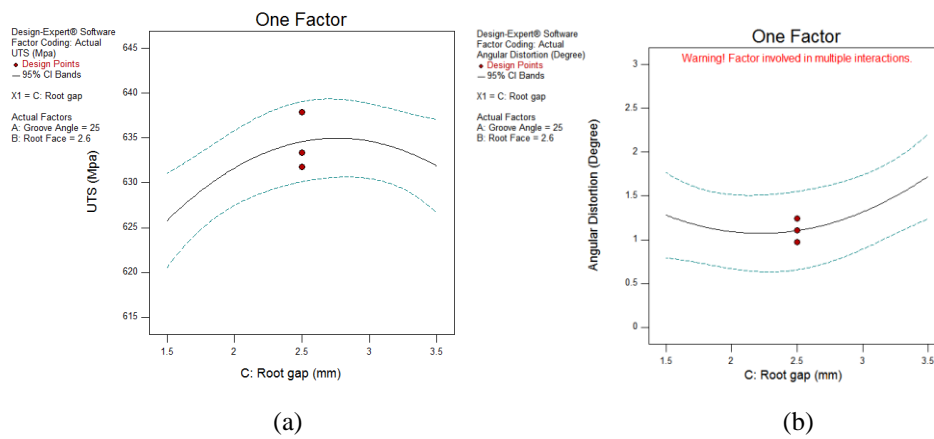 One Factor
Design-Expert® Software
Factor Coding: Actual
UTS (Mpa)
Design Points
95% CI Bands
X1 = C: Root gap
Actual Factors
A: Groove Angle = 25
B: Root Face = 2.6
645
640
635
630
625
620
615
UTS (Mpa)
1.5
2
2.5
3
3.5
C: Root gap (mm)
(a)
One Factor
Design-Expert® Software
Factor Coding: Actual
Angular Distortion (Degree)
Design Points
95% CI Bands
X1 = C: Root gap
Actual Factors
A: Groove Angle = 25
B: Root Face = 2.6
Warning! Factor involved in multiple interactions.
3
2.5
2
1.5
1
0.5
0
Angular Distortion (Degree)
1.5
2
2.5
3
3.5
C: Root gap (mm)
(b)